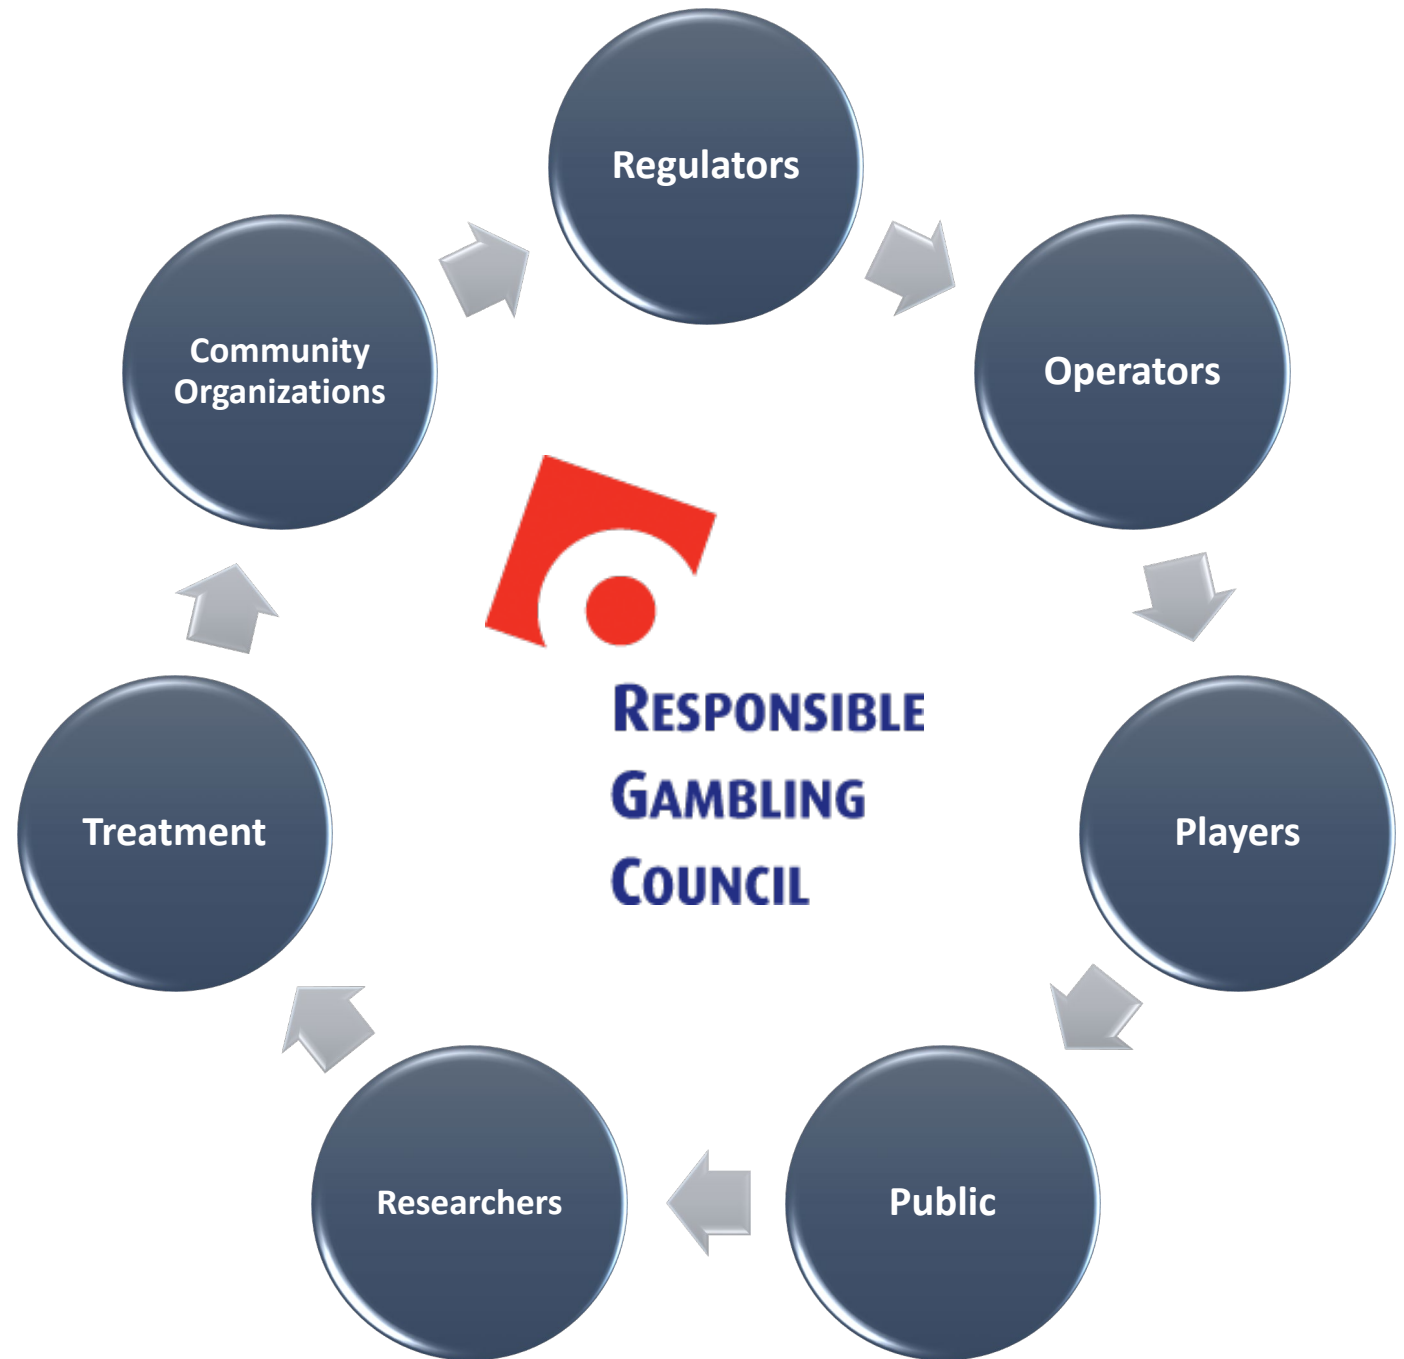 Regulators
Operators
Players
Public
Researchers
Treatment
Community
Organizations
RESPONSIBLE
GAMBLING
COUNCIL